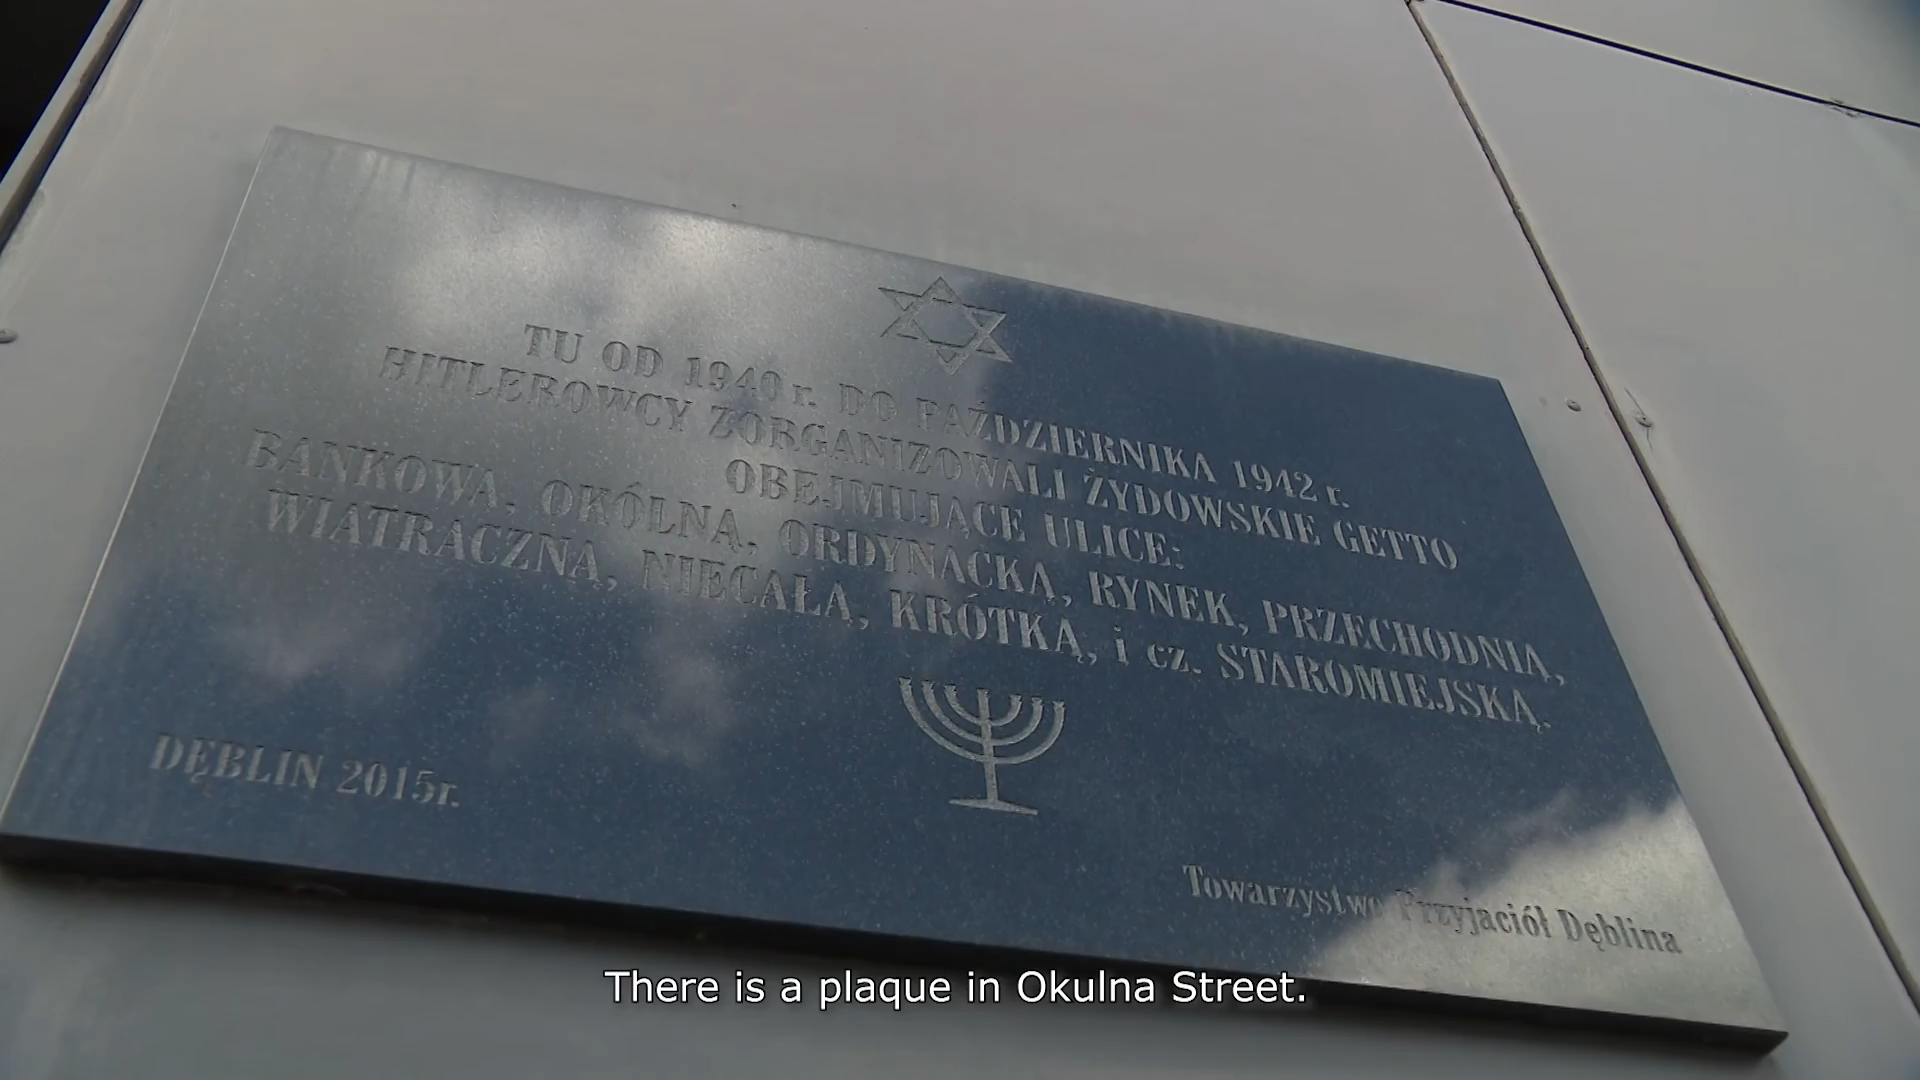 TU OD 1940 r. DO PAŹDZIERNIKA 1942 r.
HITLEROWCY ZORGANIZOWALI ŻYDOWSKIE GETTO
OBEJMUJĄCE ULICE:
BANKOWĄ, OKÓLNĄ, ORDYNACKĄ, RYNEK, PRZECHODNIĄ,
WIATRACZNĄ, NIECAŁĄ, KRÓTKĄ, i cz. STAROMIEJSKĄ.
DĘBLIN 2015r.
Towarzystwo Przyjaciół Dęblina
There is a plaque in Okulna Street.